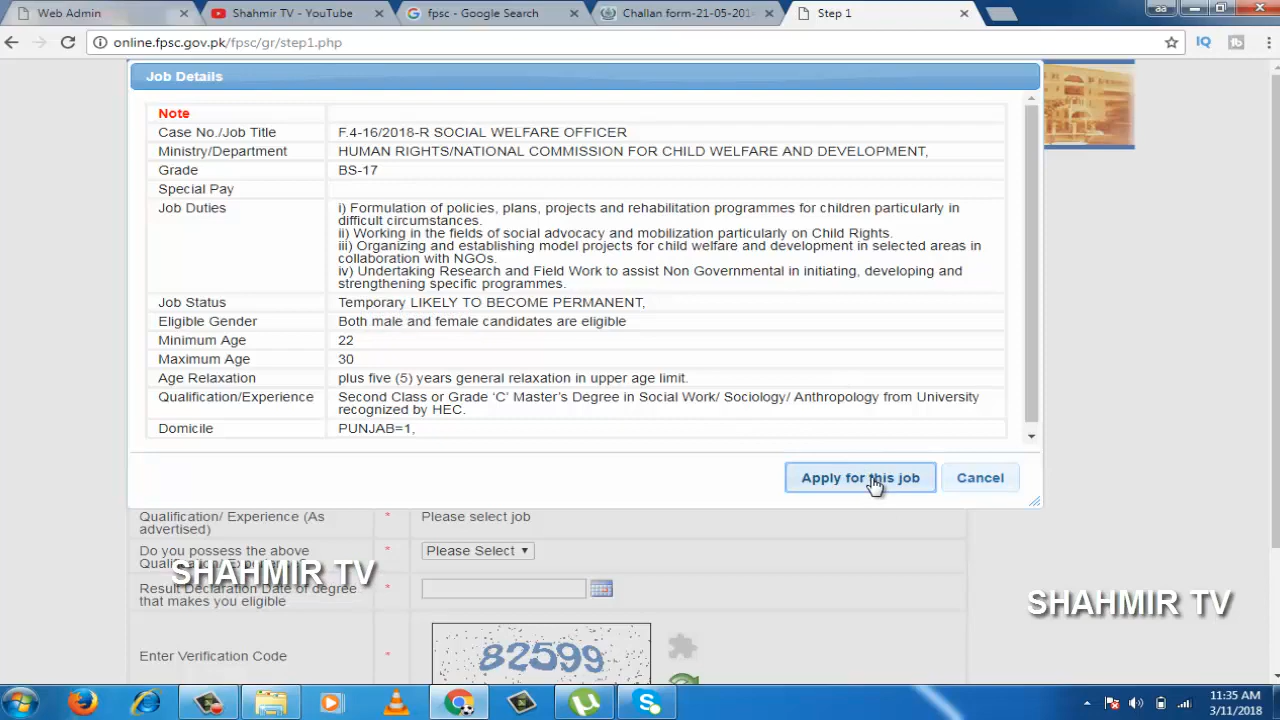 Web Admin
Shahmir TV - YouTube
fpsc - Google Search
Challan form-21-05-201
Step 1
aa
online.fpsc.gov.pk/fpsc/gr/step1.php
IQ
fb
Job Details
Note
Case No./Job Title F.4-16/2018-R SOCIAL WELFARE OFFICER
Ministry/Department HUMAN RIGHTS/NATIONAL COMMISSION FOR CHILD WELFARE AND DEVELOPMENT,
Grade BS-17
Special Pay
Job Duties i) Formulation of policies, plans, projects and rehabilitation programmes for children particularly in
difficult circumstances.
ii) Working in the fields of social advocacy and mobilization particularly on Child Rights.
iii) Organizing and establishing model projects for child welfare and development in selected areas in
collaboration with NGOs.
iv) Undertaking Research and Field Work to assist Non Governmental in initiating, developing and
strengthening specific programmes.
Job Status Temporary LIKELY TO BECOME PERMANENT,
Eligible Gender Both male and female candidates are eligible
Minimum Age 22
Maximum Age 30
Age Relaxation plus five (5) years general relaxation in upper age limit.
Qualification/Experience Second Class or Grade ‘C’ Master’s Degree in Social Work/ Sociology/ Anthropology from University
recognized by HEC.
Domicile PUNJAB=1,
Apply for this job Cancel
Qualification/ Experience (As * Please select job
advertised)
Do you possess the above * Please Select
Qualification/
SHAHMIR TV
Result Declaration Date of degree *
that makes you eligible
SHAHMIR TV
Enter Verification Code * 82599
11:35 AM
3/11/2018